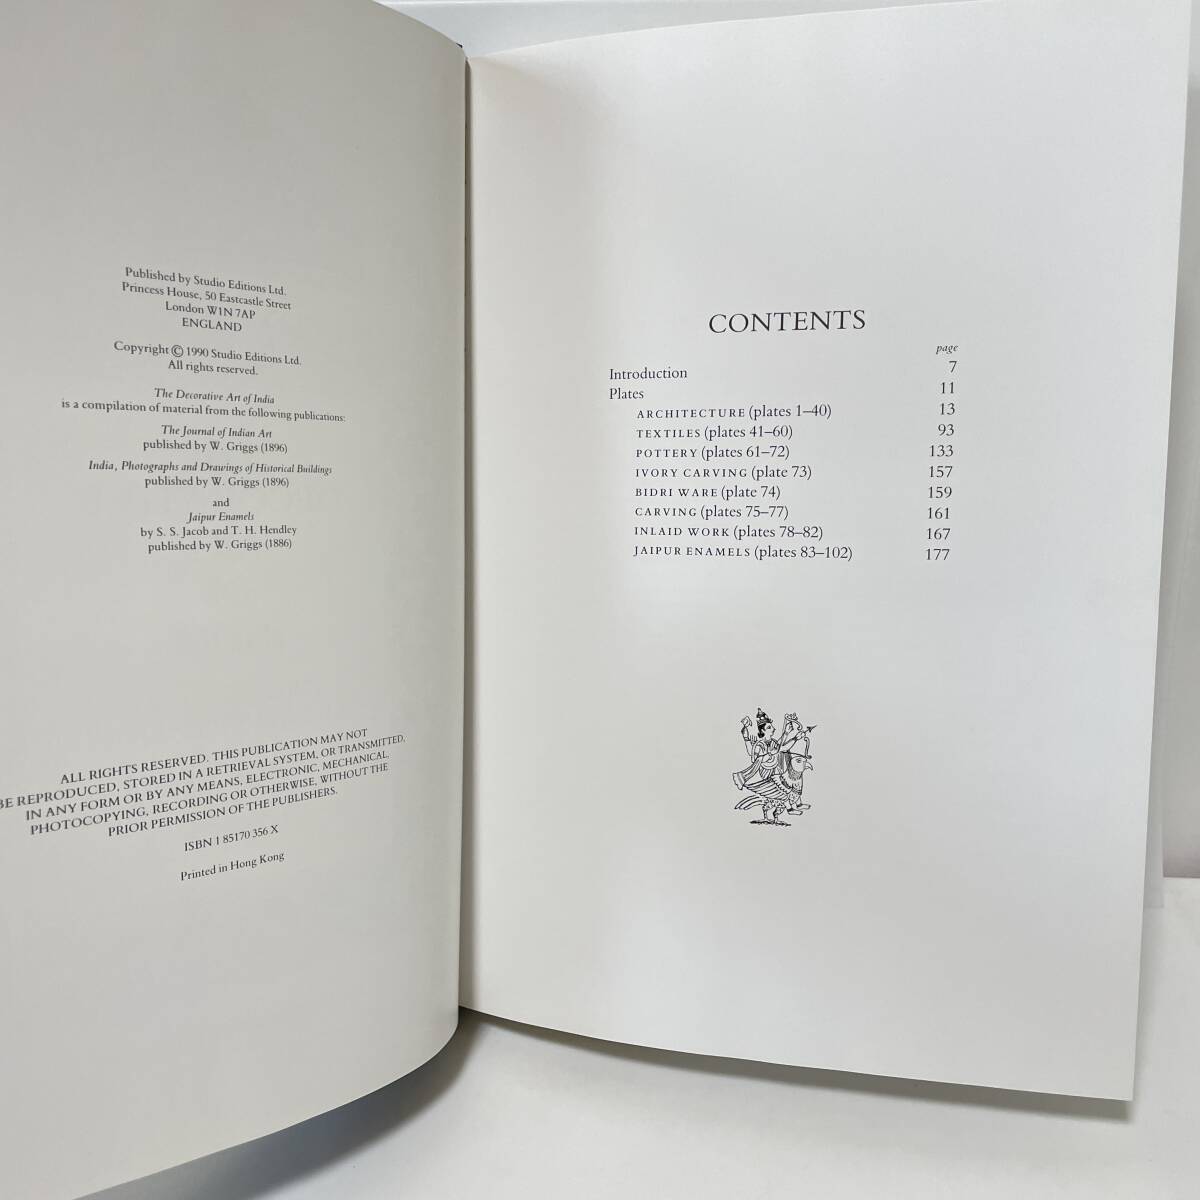 Published by Studio Editions Ltd.
Princess House, 50 Eastcastle Street
London W1N 7AP
ENGLAND
Copyright © 1990 Studio Editions Ltd.
All rights reserved.
The Decorative Art of India
is a compilation of material from the following publications:
The Journal of Indian Art
published by W. Griggs (1896)
India, Photographs and Drawings of Historical Buildings
published by W. Griggs (1896)
and
Jaipur Enamels
by S. S. Jacob and T. H. Hendley
published by W. Griggs (1886)
ALL RIGHTS RESERVED. THIS PUBLICATION MAY NOT
BE REPRODUCED, STORED IN A RETRIEVAL SYSTEM, OR TRANSMITTED,
IN ANY FORM OR BY ANY MEANS, ELECTRONIC, MECHANICAL,
PHOTOCOPYING, RECORDING OR OTHERWISE, WITHOUT THE
PRIOR PERMISSION OF THE PUBLISHERS.
ISBN 1 85170 356 X
Printed in Hong Kong
CONTENTS
page
Introduction 7
Plates 11
ARCHITECTURE (plates 1–40) 13
TEXTILES (plates 41–60) 93
POTTERY (plates 61–72) 133
IVORY CARVING (plate 73) 157
BIDRI WARE (plate 74) 159
CARVING (plates 75–77) 161
INLAID WORK (plates 78–82) 167
JAIPUR ENAMELS (plates 83–102) 177